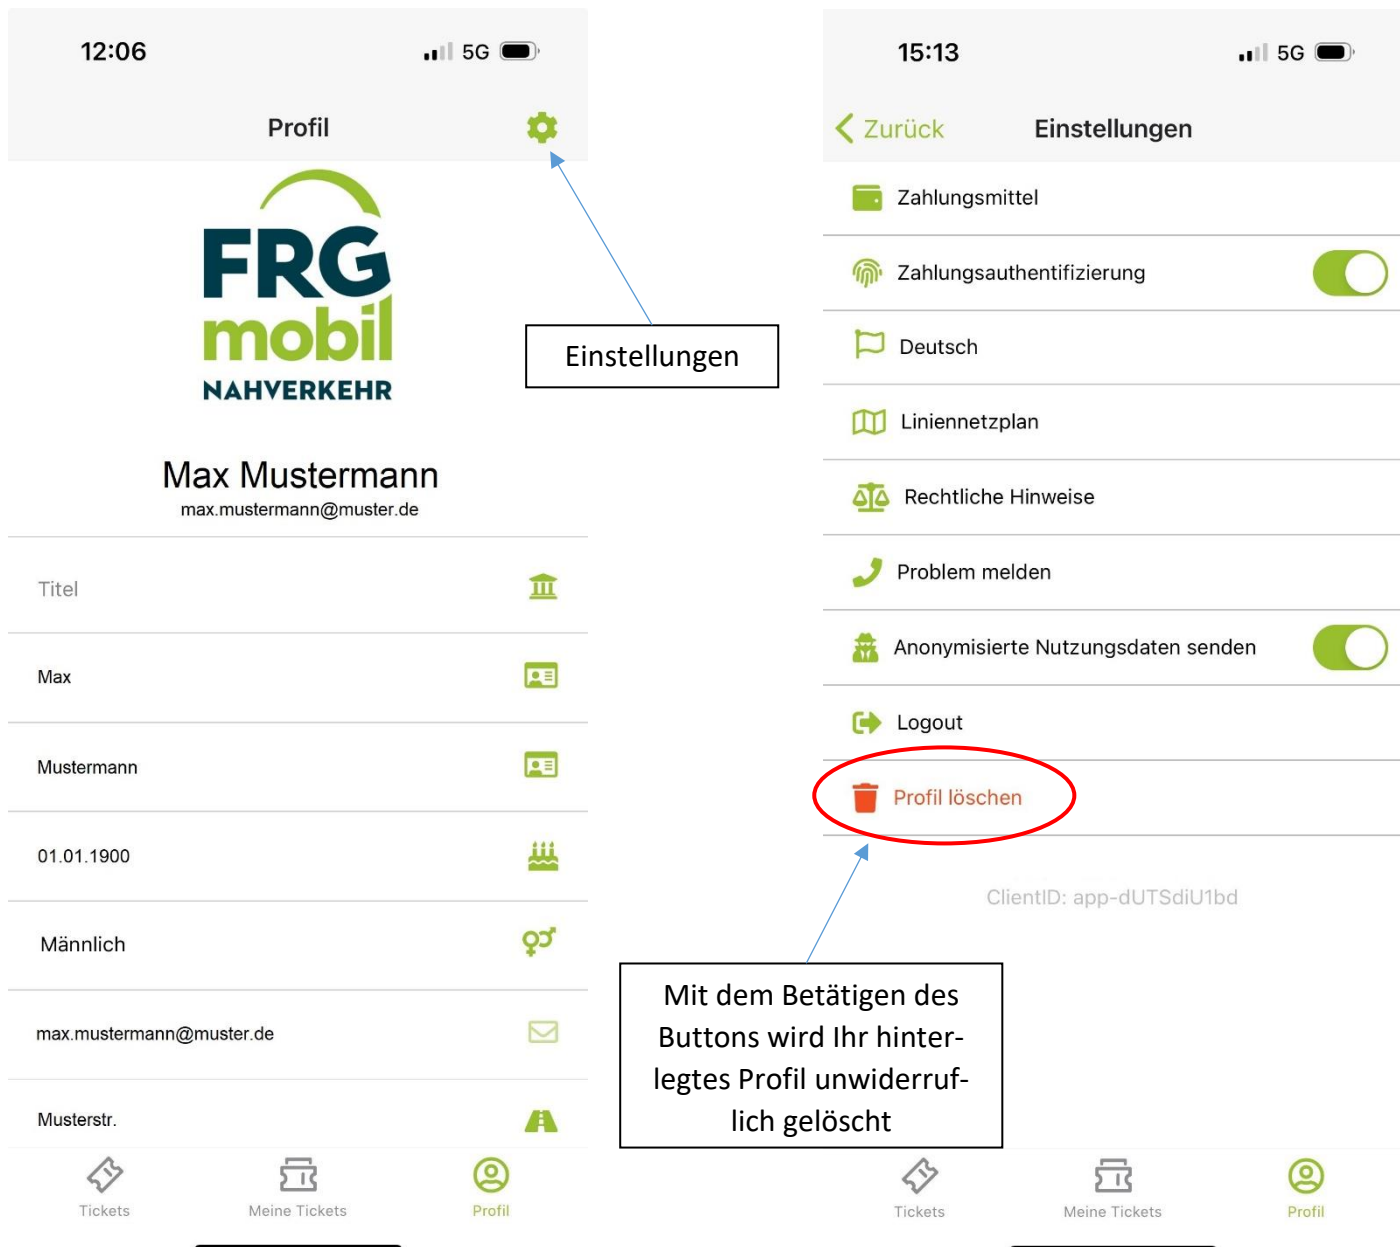 12:06
5G
Profil
FRG
mobil
NAHVERKEHR
Max Mustermann
max.mustermann@muster.de
Titel
Max
Mustermann
01.01.1900
Männlich
max.mustermann@muster.de
Musterstr.
Tickets
Meine Tickets
Profil
Einstellungen
15:13
5G
Zurück
Einstellungen
Zahlungsmittel
Zahlungsauthentifizierung
Deutsch
Liniennetzplan
Rechtliche Hinweise
Problem melden
Anonymisierte Nutzungsdaten senden
Logout
Profil löschen
ClientID: app-dUTSdiU1bd
Mit dem Betätigen des
Buttons wird Ihr hinter-
legtes Profil unwiderruf-
lich gelöscht
Tickets
Meine Tickets
Profil